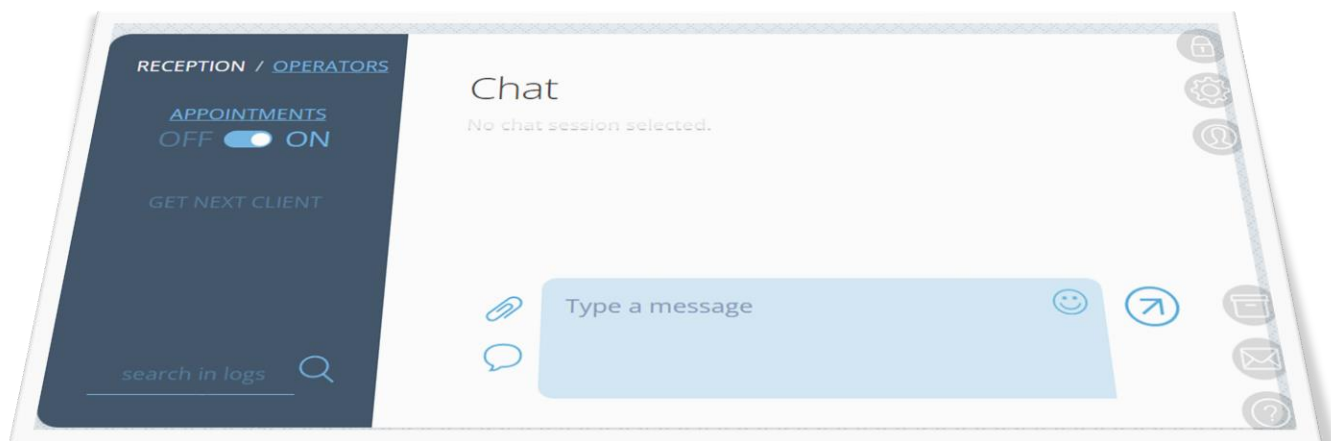 RECEPTION / OPERATORS
APPOINTMENTS
OFF ON
GET NEXT CLIENT
search in logs
Chat
No chat session selected.
Type a message